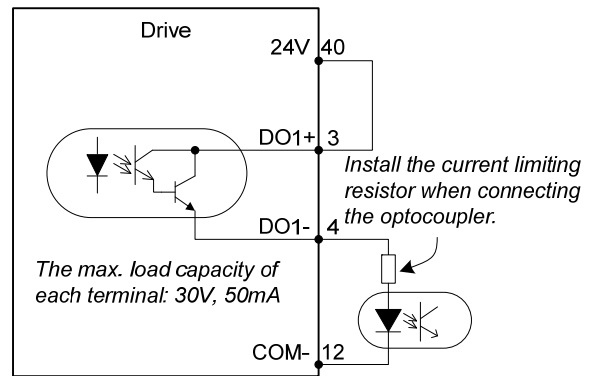 Drive
24V 40
DO1+ 3
Install the current limiting
resistor when connecting
the optocoupler.
DO1- 4
The max. load capacity of
each terminal: 30V, 50mA
COM- 12